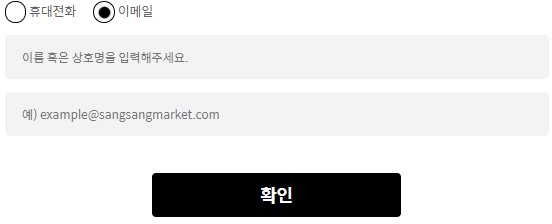 휴대전화 이메일
이름 혹은 상호명을 입력해주세요.
예) example@sangsangmarket.com
확인